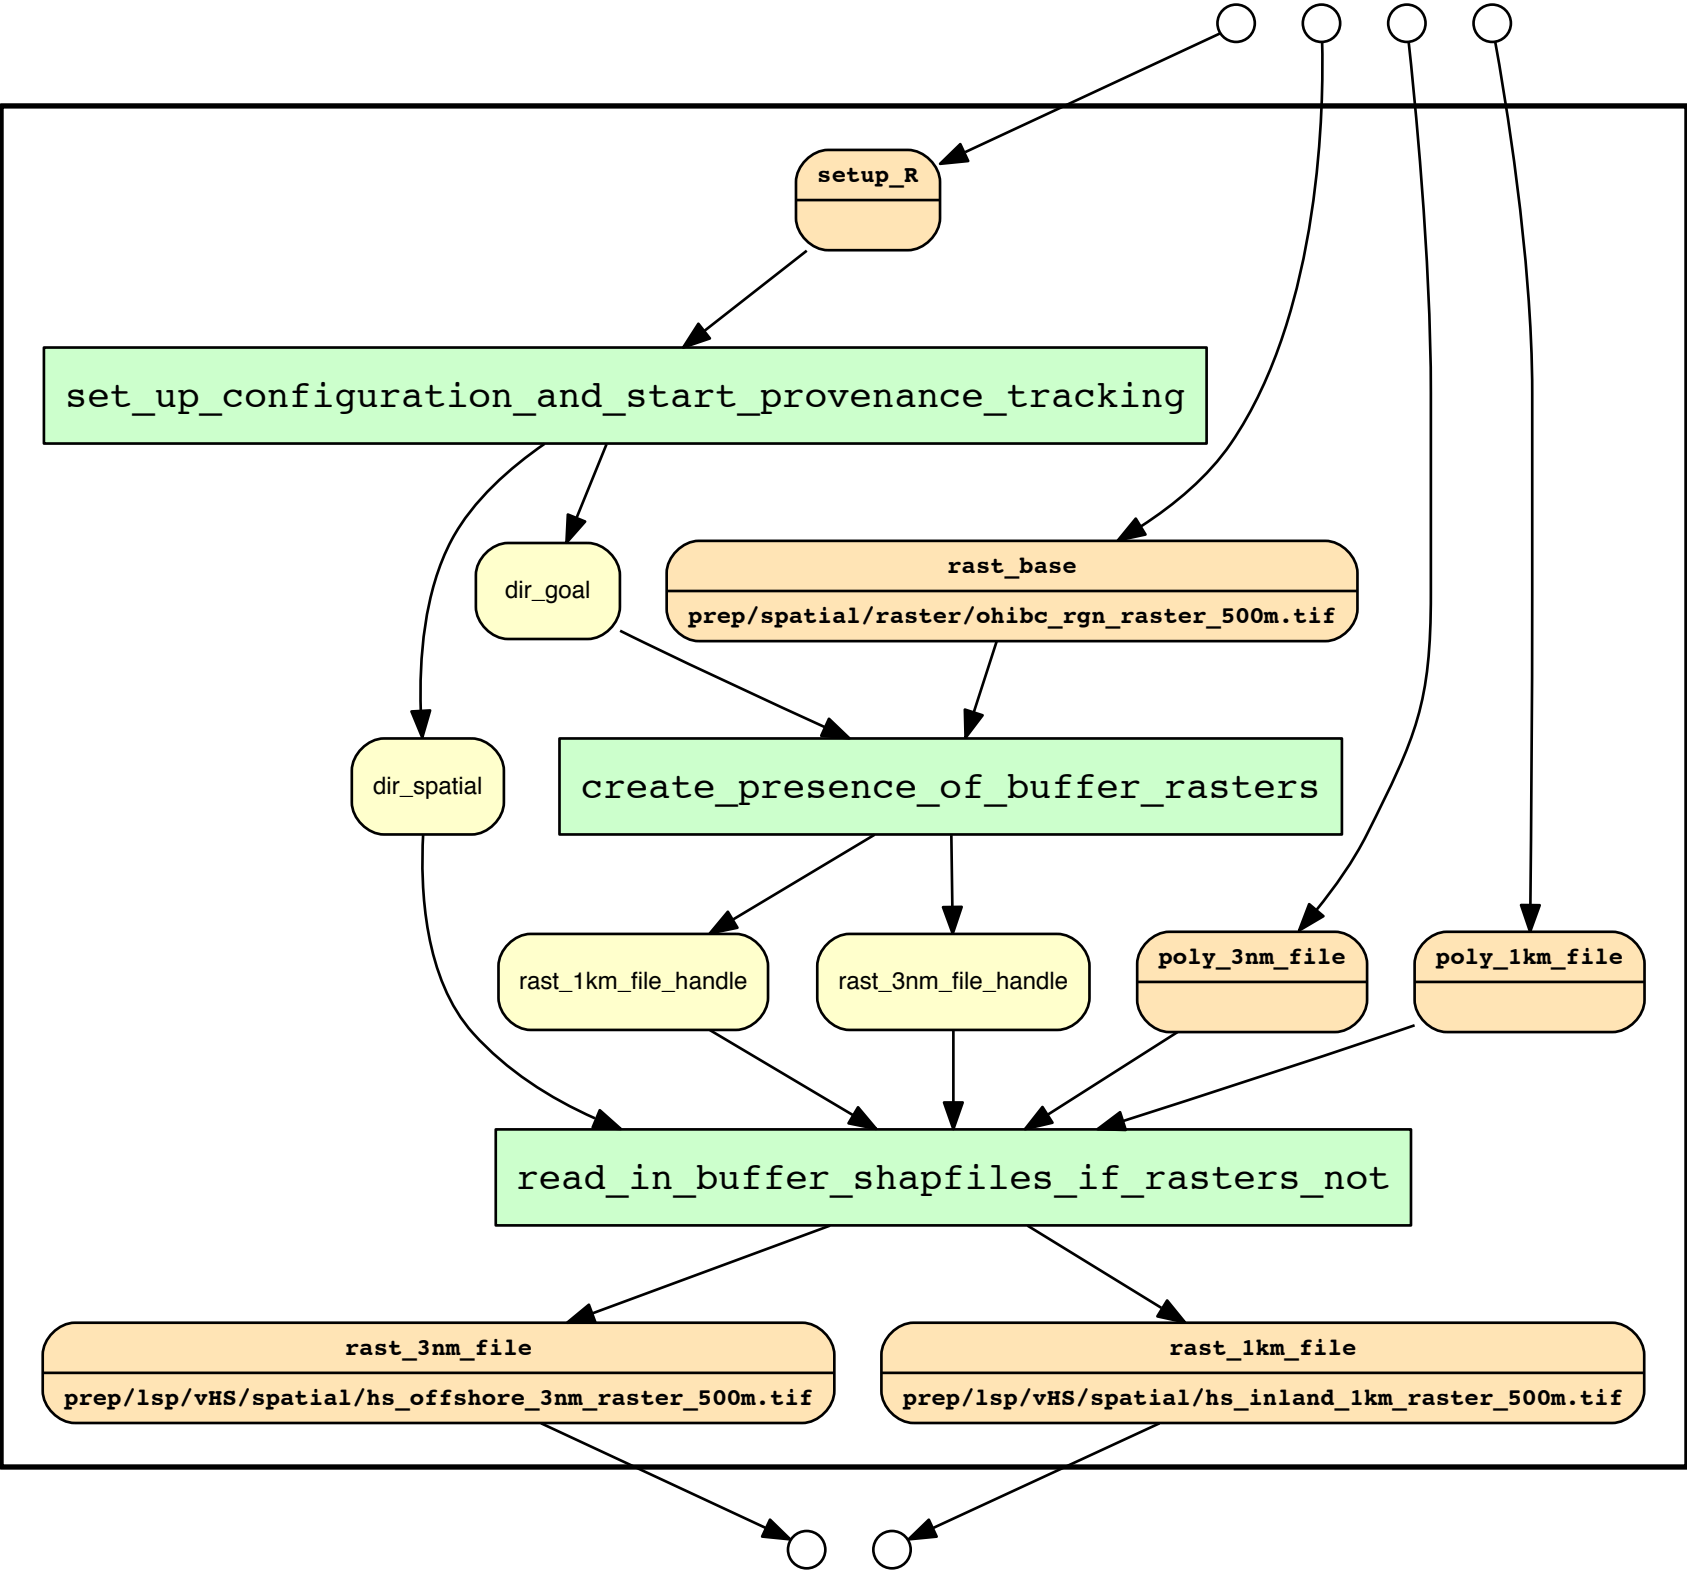 setup_R
set_up_configuration_and_start_provenance_tracking
dir_goal
rast_base
prep/spatial/raster/ohibc_rgn_raster_500m.tif
dir_spatial
create_presence_of_buffer_rasters
rast_1km_file_handle
rast_3nm_file_handle
poly_3nm_file
poly_1km_file
read_in_buffer_shapfiles_if_rasters_not
rast_3nm_file
prep/lsp/vHS/spatial/hs_offshore_3nm_raster_500m.tif
rast_1km_file
prep/lsp/vHS/spatial/hs_inland_1km_raster_500m.tif